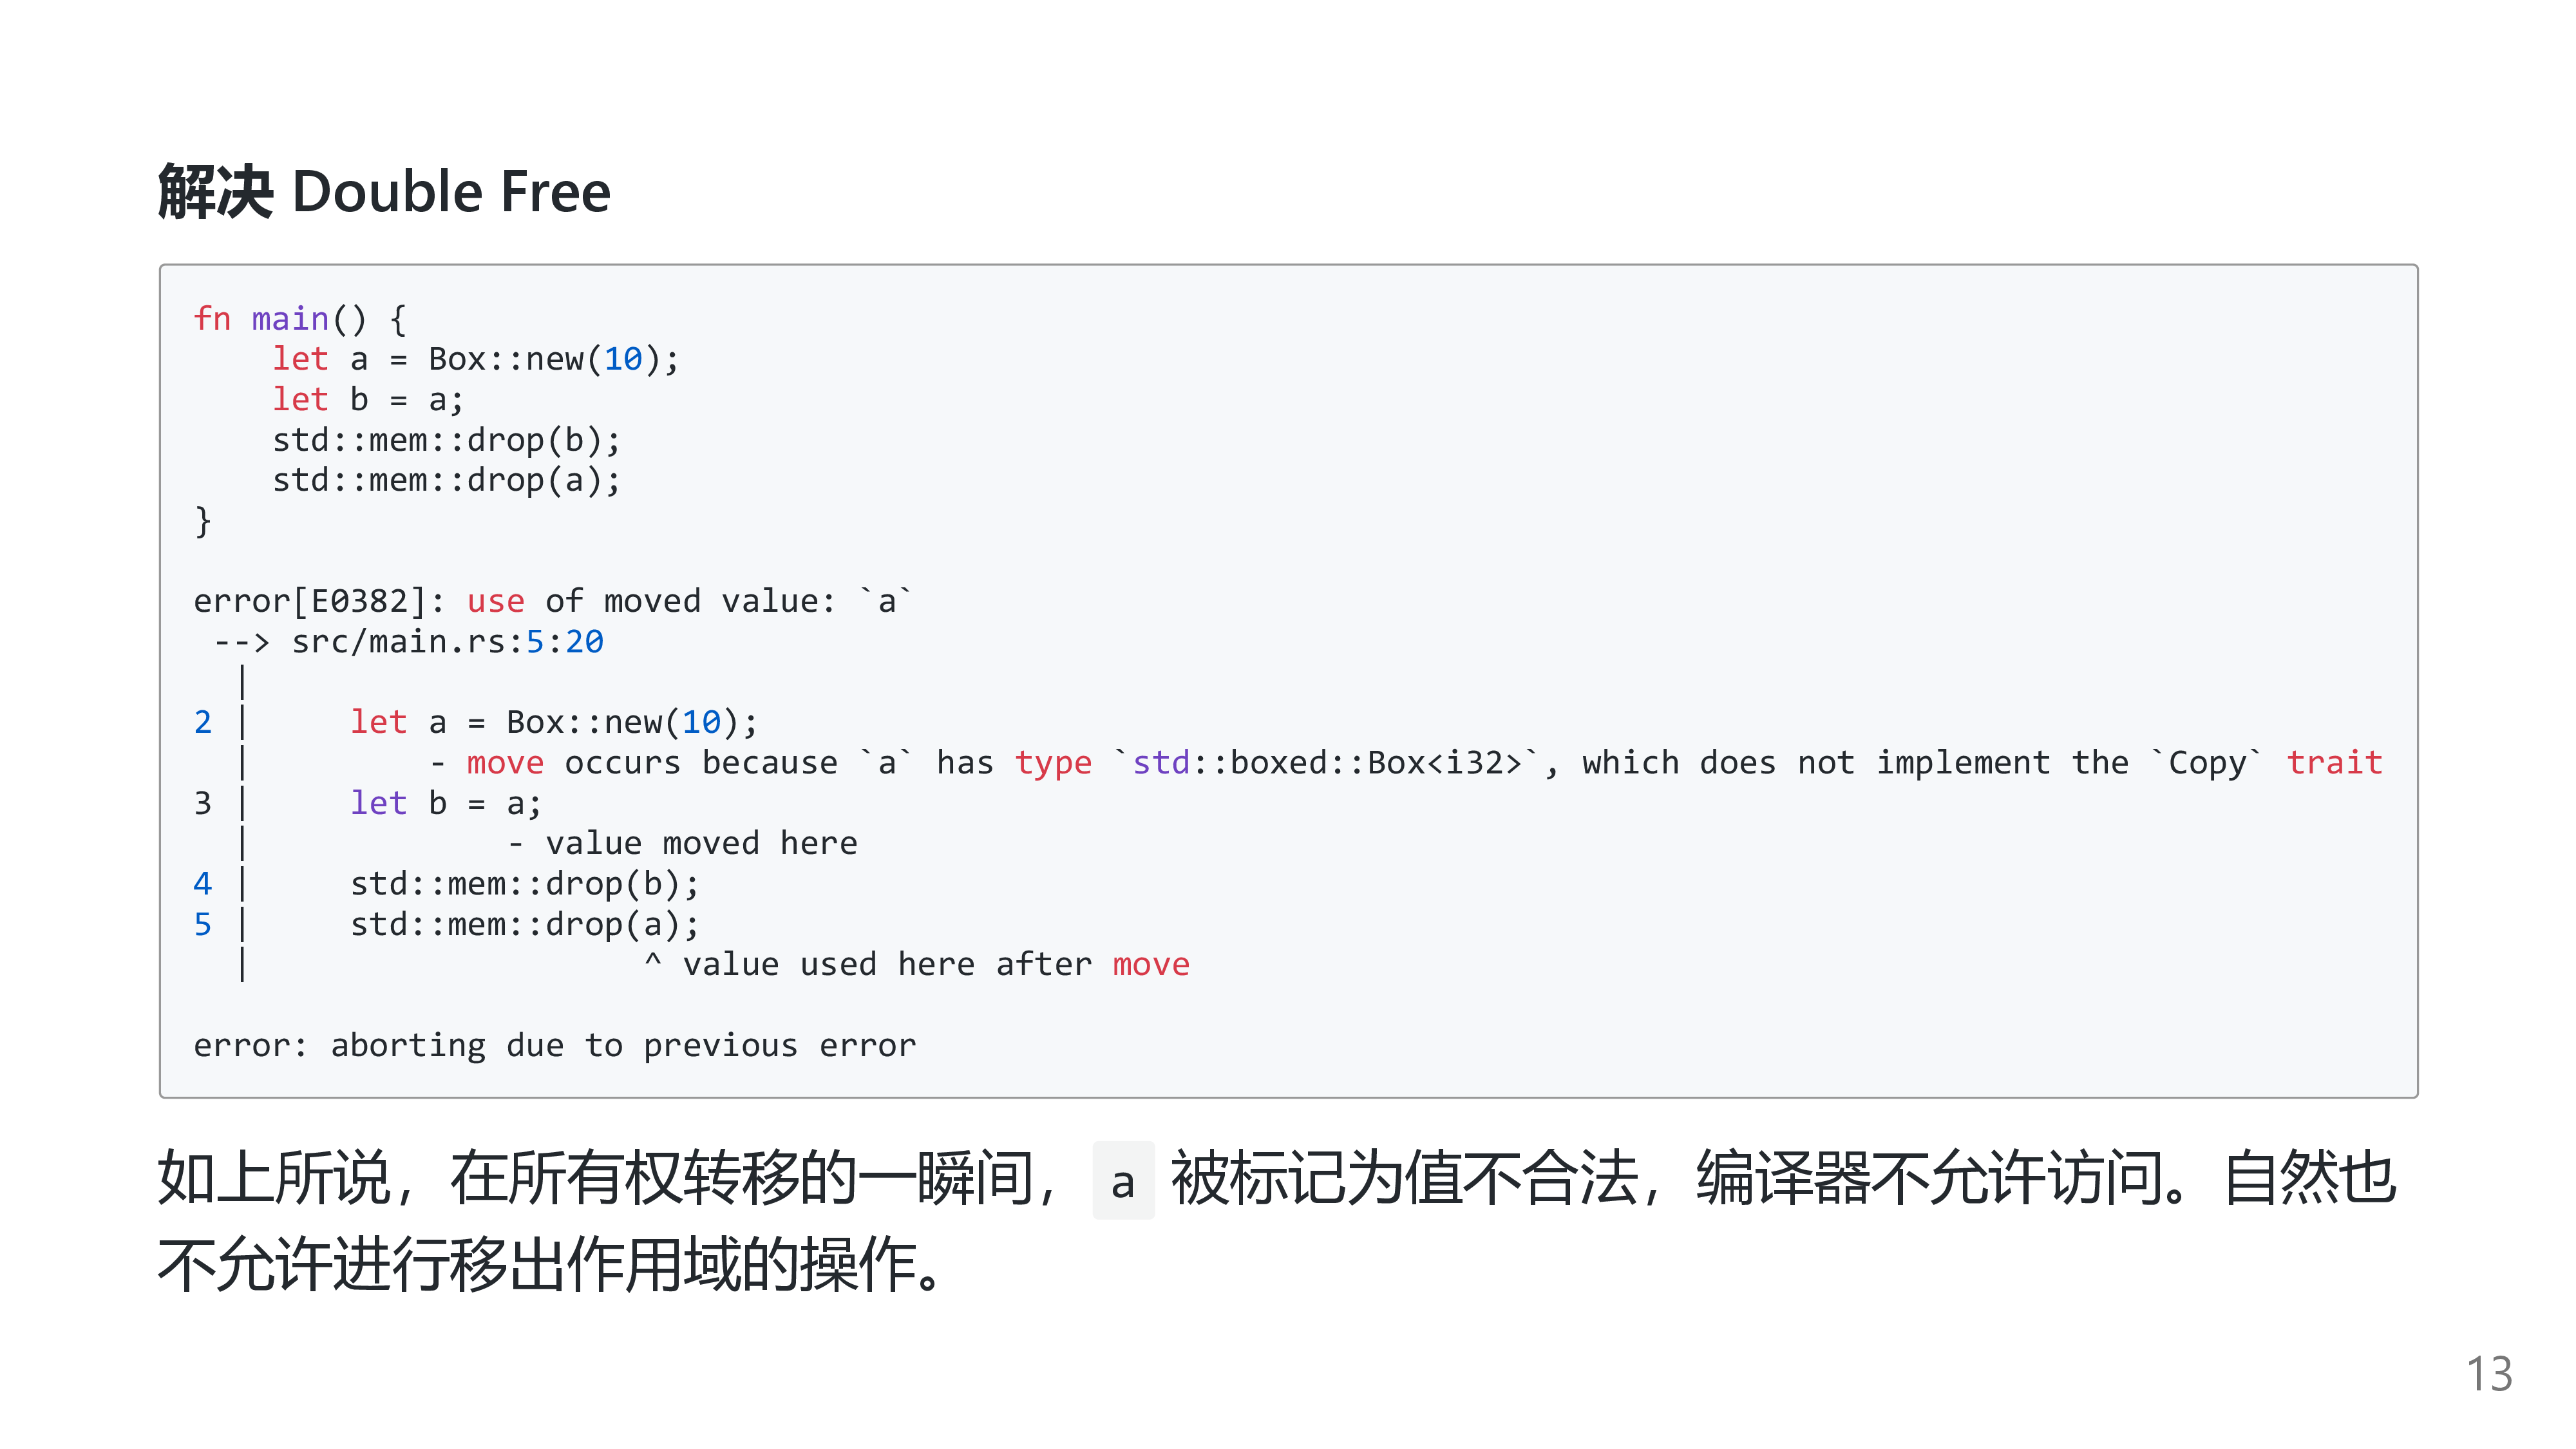 解决 Double Free
fn main() {
    let a = Box::new(10);
    let b = a;
    std::mem::drop(b);
    std::mem::drop(a);
}

error[E0382]: use of moved value: `a`
 --> src/main.rs:5:20
  |
2 |     let a = Box::new(10);
  |         - move occurs because `a` has type `std::boxed::Box<i32>`, which does not implement the `Copy` trait
3 |     let b = a;
  |             - value moved here
4 |     std::mem::drop(b);
5 |     std::mem::drop(a);
  |                    ^ value used here after move

error: aborting due to previous error
如上所说，在所有权转移的一瞬间， a 被标记为值不合法，编译器不允许访问。自然也
不允许进行移出作用域的操作。
13